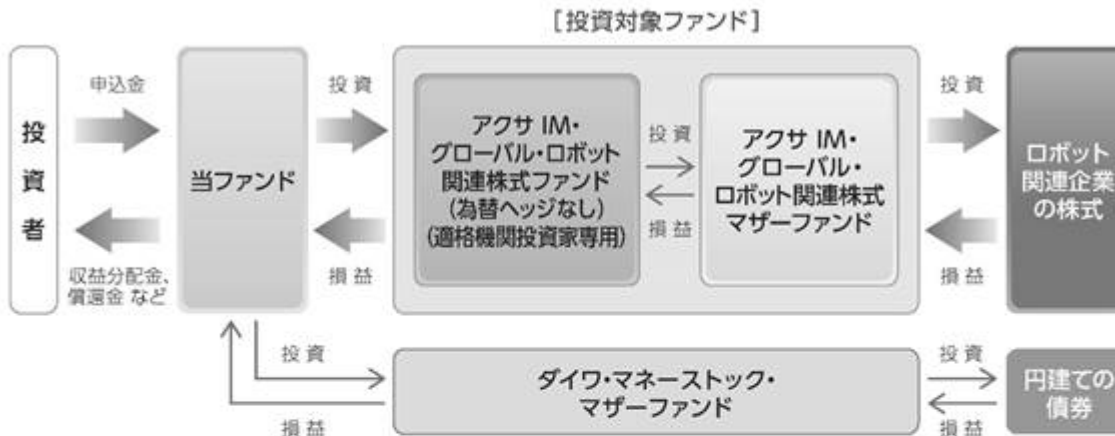 [投資対象ファンド]
投資者
申込金
収益分配金、
償還金 など
当ファンド
投資
損益
アクサ IM・
グローバル・ロボット
関連株式ファンド
(為替ヘッジなし)
(適格機関投資家専用)
投資
損益
アクサ IM・
グローバル・
ロボット関連株式
マザーファンド
投資
損益
ロボット
関連企業
の株式
投資
損益
ダイワ・マネーストック・
マザーファンド
投資
損益
円建ての
債券